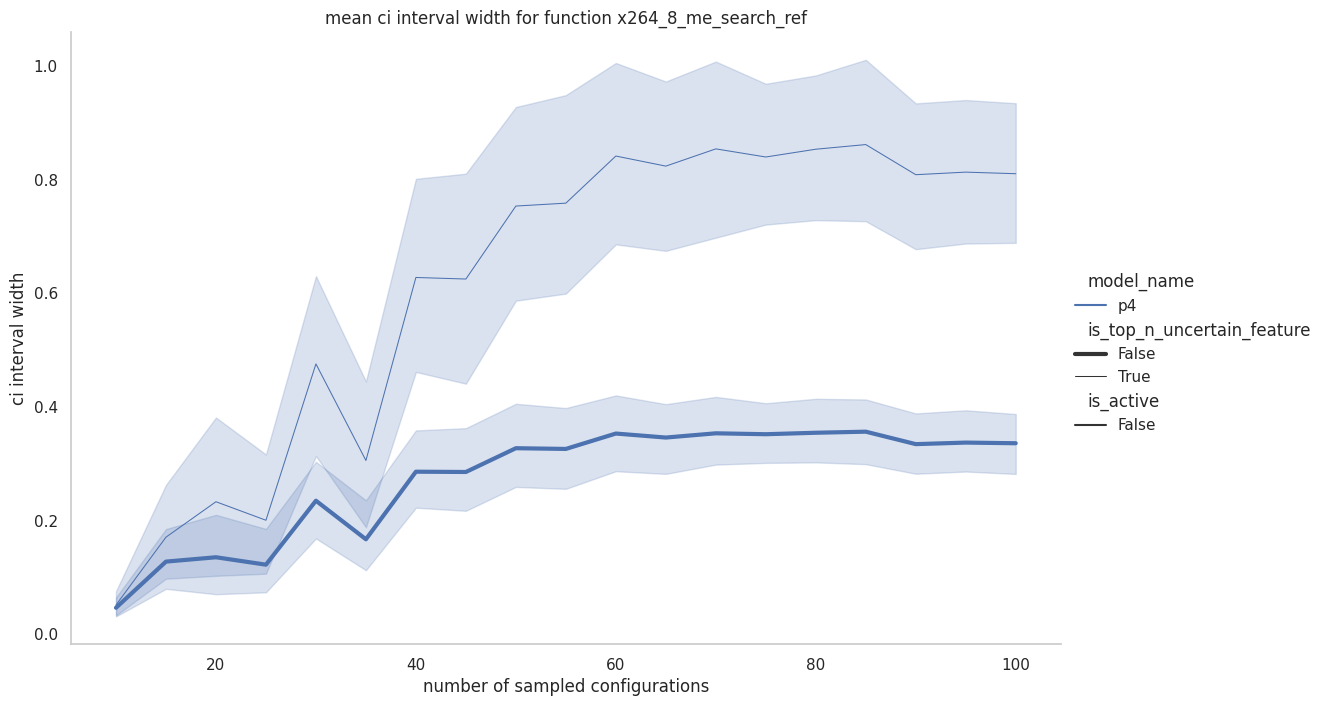 mean ci interval width for function x264_8_me_search_ref
1.0
0.8
0.6
0.4
0.2
0.0
ci interval width
20
40
60
80
100
number of sampled configurations
model_name
p4
is_top_n_uncertain_feature
False
True
is_active
False